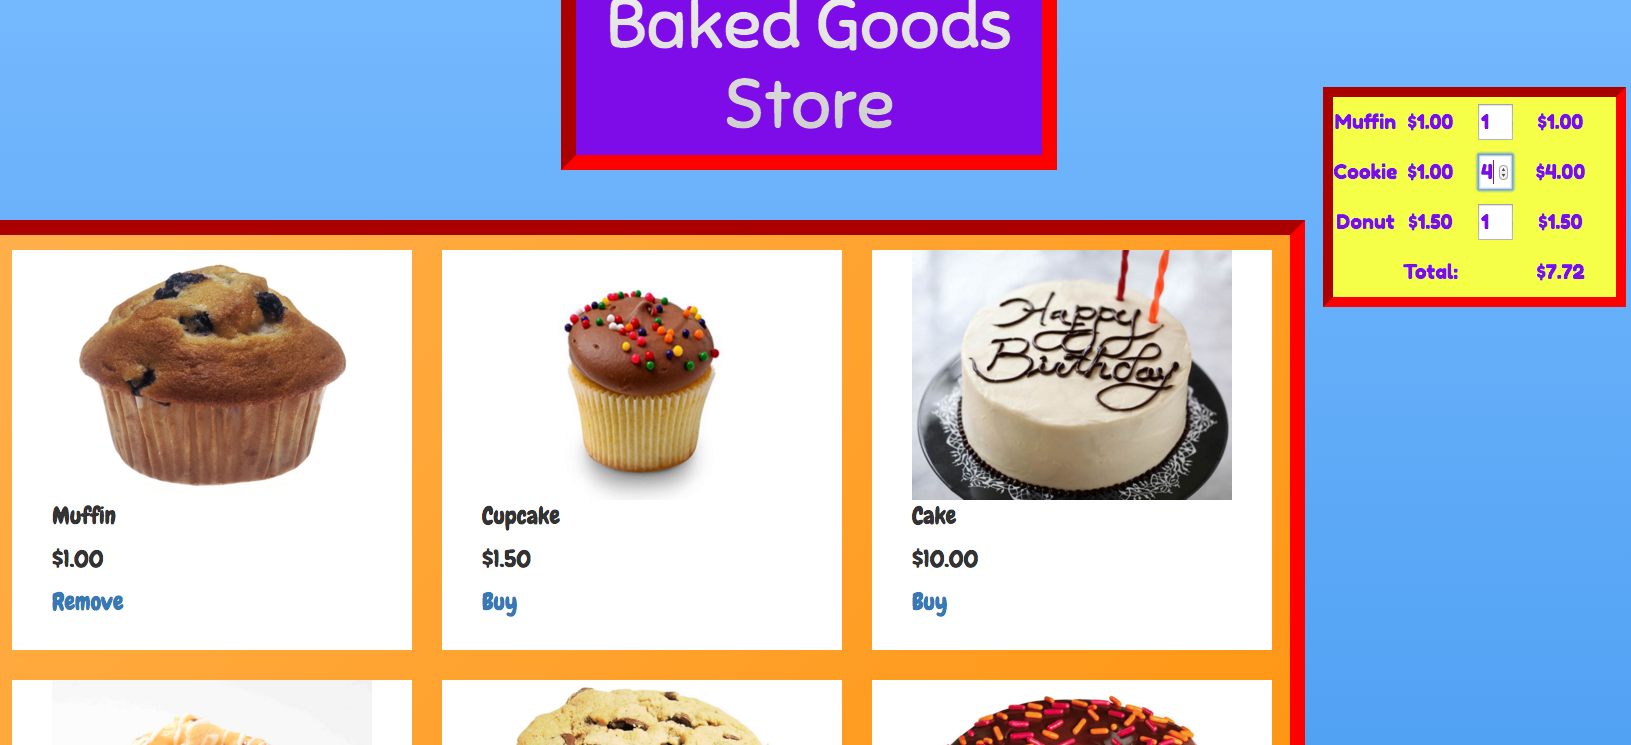 Baked Goods
Store
Muffin $1.00 1 $1.00
Cookie $1.00 4 $4.00
Donut $1.50 1 $1.50
Total: $7.72
Happy
Birthday
Muffin
$1.00
Remove
Cupcake
$1.50
Buy
Cake
$10.00
Buy